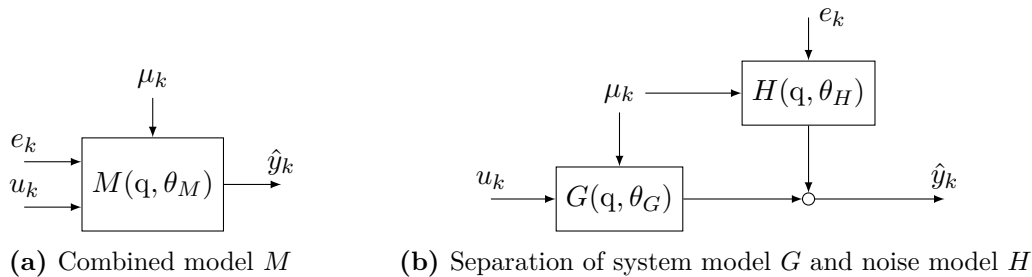 μ_k
e_k
u_k
M(q, θ_M)
ŷ_k
(a) Combined model M
e_k
μ_k
H(q, θ_H)
u_k
G(q, θ_G)
ŷ_k
(b) Separation of system model G and noise model H